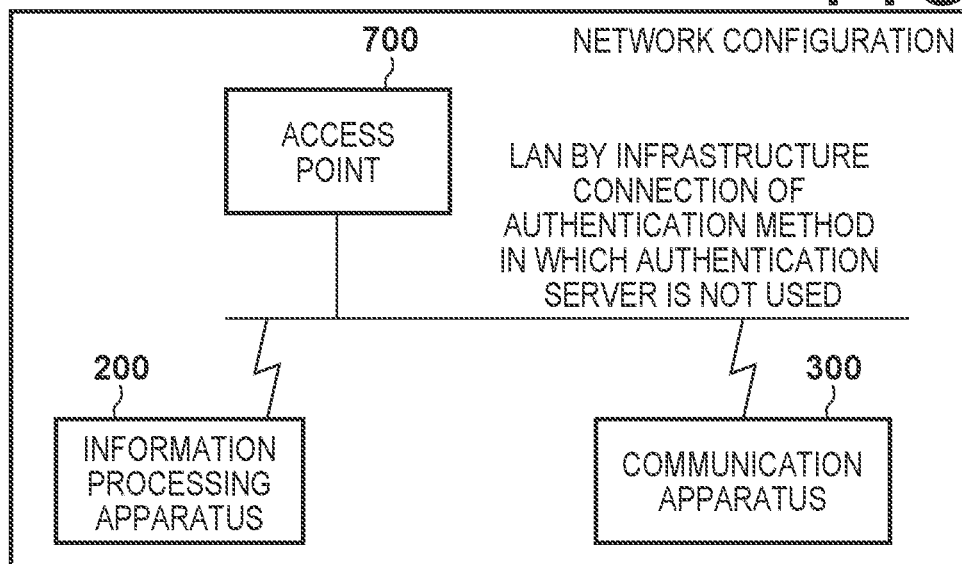 NETWORK CONFIGURATION
700
ACCESS
POINT
LAN BY INFRASTRUCTURE
CONNECTION OF
AUTHENTICATION METHOD
IN WHICH AUTHENTICATION
SERVER IS NOT USED
200
INFORMATION
PROCESSING
APPARATUS
300
COMMUNICATION
APPARATUS